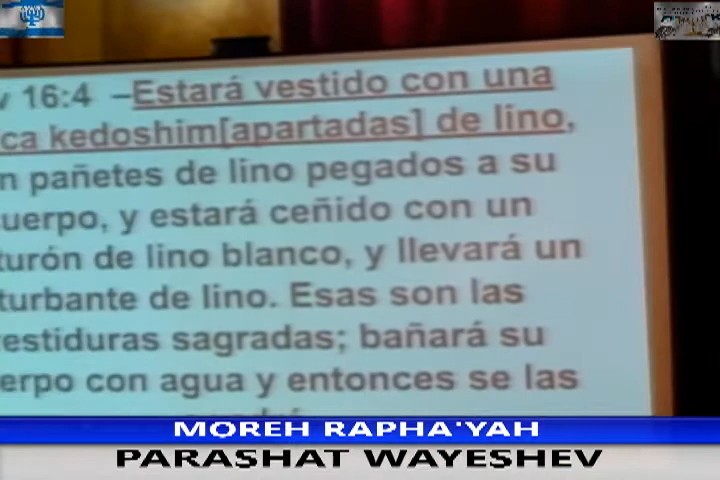 16:4 –Estará vestido con una
kedoshim[apartadas] de lino,
pañetes de lino pegados a su
uerpo, y estará ceñido con un
turón de lino blanco, y llevará un
turbante de lino. Esas son las
estiduras sagradas; bañará su
erpo con agua y entonces se las
MOREH RAPHA'YAH
PARASHAT WAYESHEV